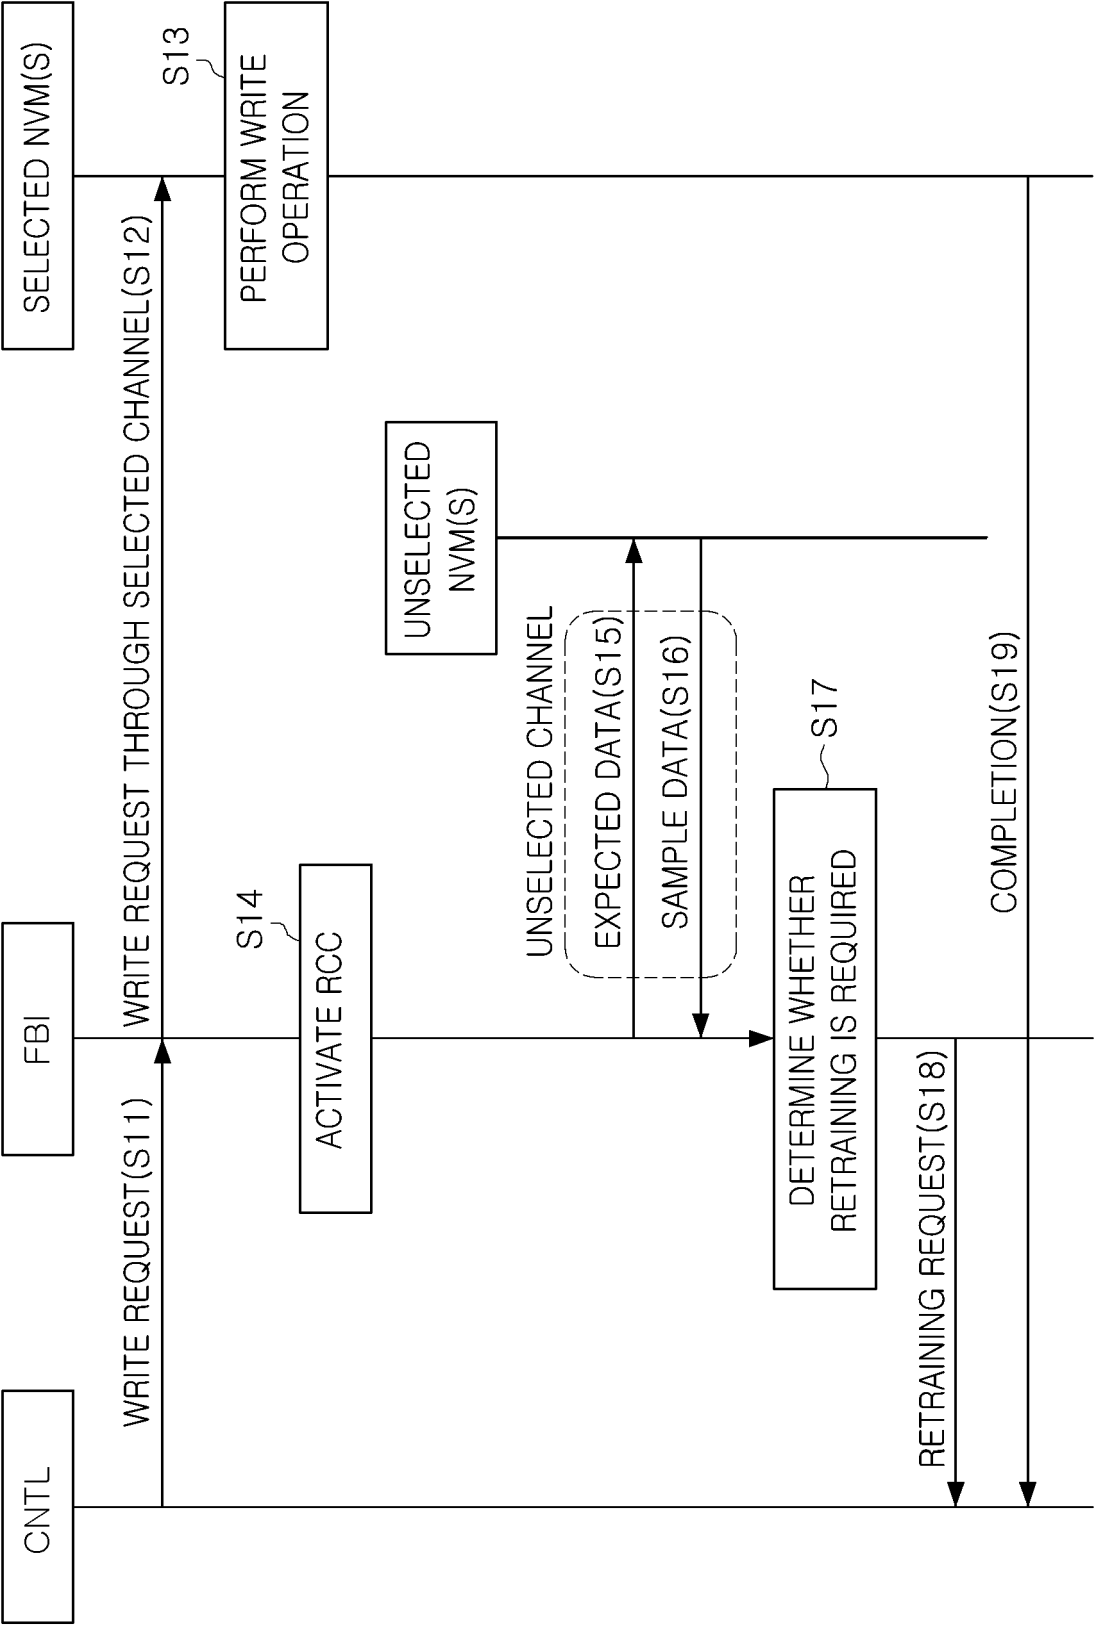 CNTL
FBI
SELECTED NVM(S)
WRITE REQUEST(S11)
WRITE REQUEST THROUGH SELECTED CHANNEL(S12)
S13
PERFORM WRITE
OPERATION
S14
ACTIVATE RCC
UNSELECTED
NVM(S)
UNSELECTED CHANNEL
EXPECTED DATA(S15)
SAMPLE DATA(S16)
S17
DETERMINE WHETHER
RETRAINING IS REQUIRED
RETRAINING REQUEST(S18)
COMPLETION(S19)